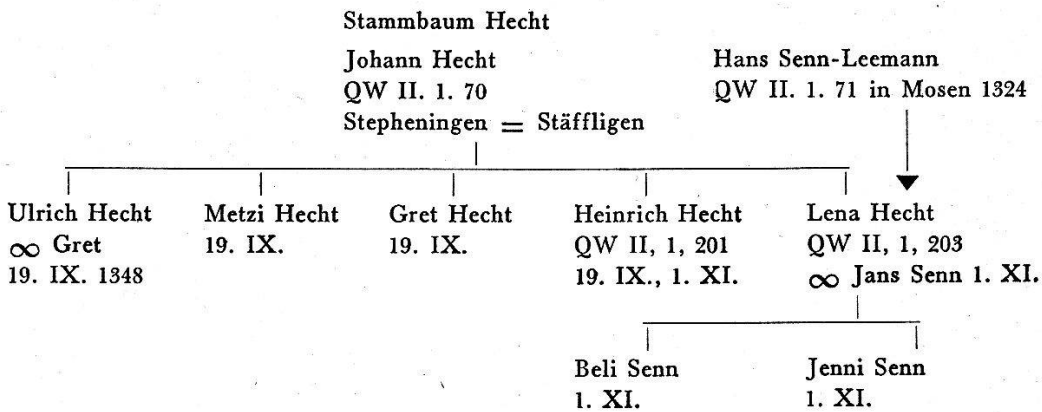 Stammbaum Hecht
Johann Hecht
QW II. 1. 70
Stepheningen = Stäffligen
Hans Senn-Leemann
QW II. 1. 71 in Mosen 1324
Ulrich Hecht
∞ Gret
19. IX. 1348
Metzi Hecht
19. IX.
Gret Hecht
19. IX.
Heinrich Hecht
QW II, 1, 201
19. IX., 1. XI.
Lena Hecht
QW II, 1, 203
∞ Jans Senn 1. XI.
Beli Senn
1. XI.
Jenni Senn
1. XI.